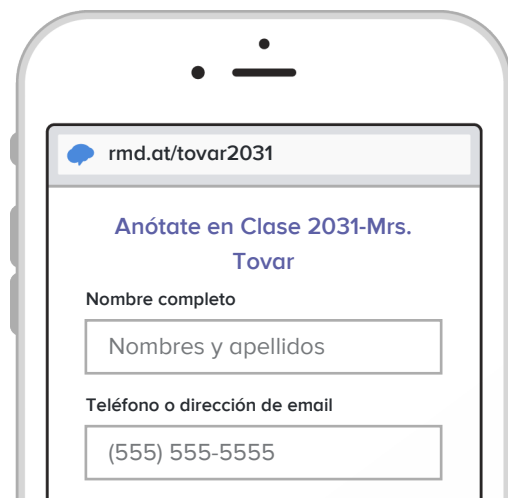 rmd.at/tovar2031
Anótate en Clase 2031-Mrs.
Tovar
Nombre completo
Nombres y apellidos
Teléfono o dirección de email
(555) 555-5555